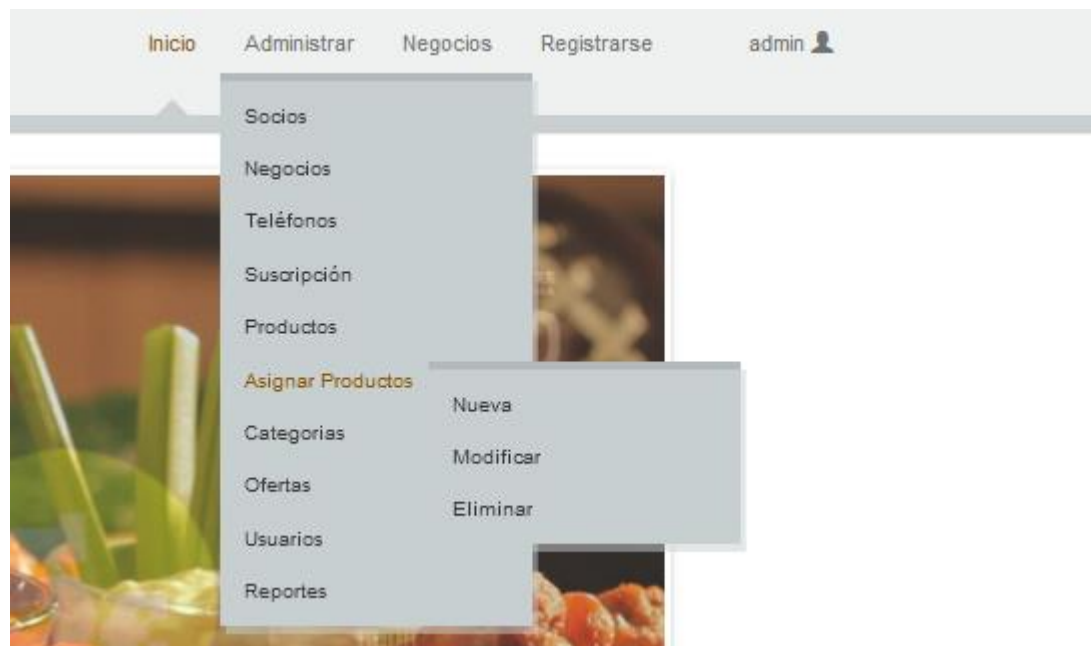 Inicio Administrar Negocios Registrarse admin
Socios
Negocios
Teléfonos
Suscripción
Productos
Asignar Productos
Nueva
Categorias
Modificar
Ofertas
Eliminar
Usuarios
Reportes